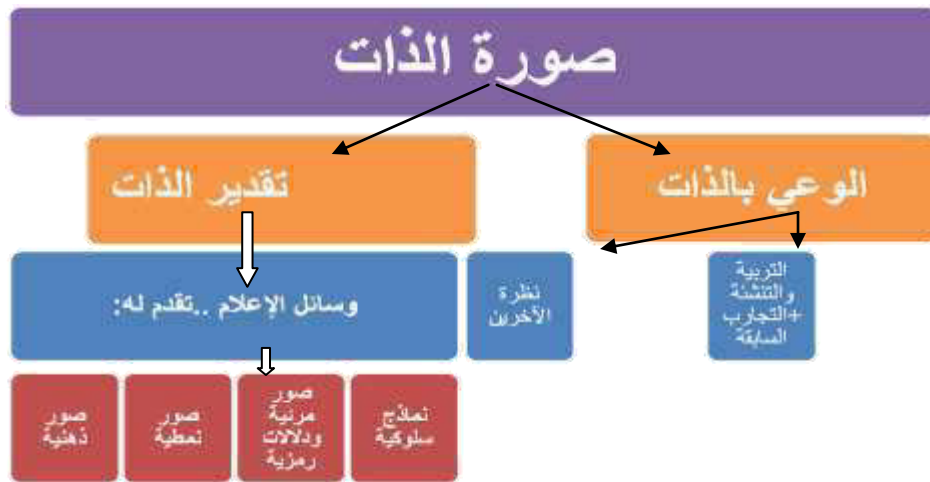 صورة الذات
الوعي بالذات
تقدير الذات
التربية
والتنشئة
+التجارب
السابقة
نظرة
الآخرين
وسائل الإعلام ..تقدم له:
نماذج
سلوكية
صور
مرئية
ودلالات
رمزية
صور
نمطية
صور
ذهنية